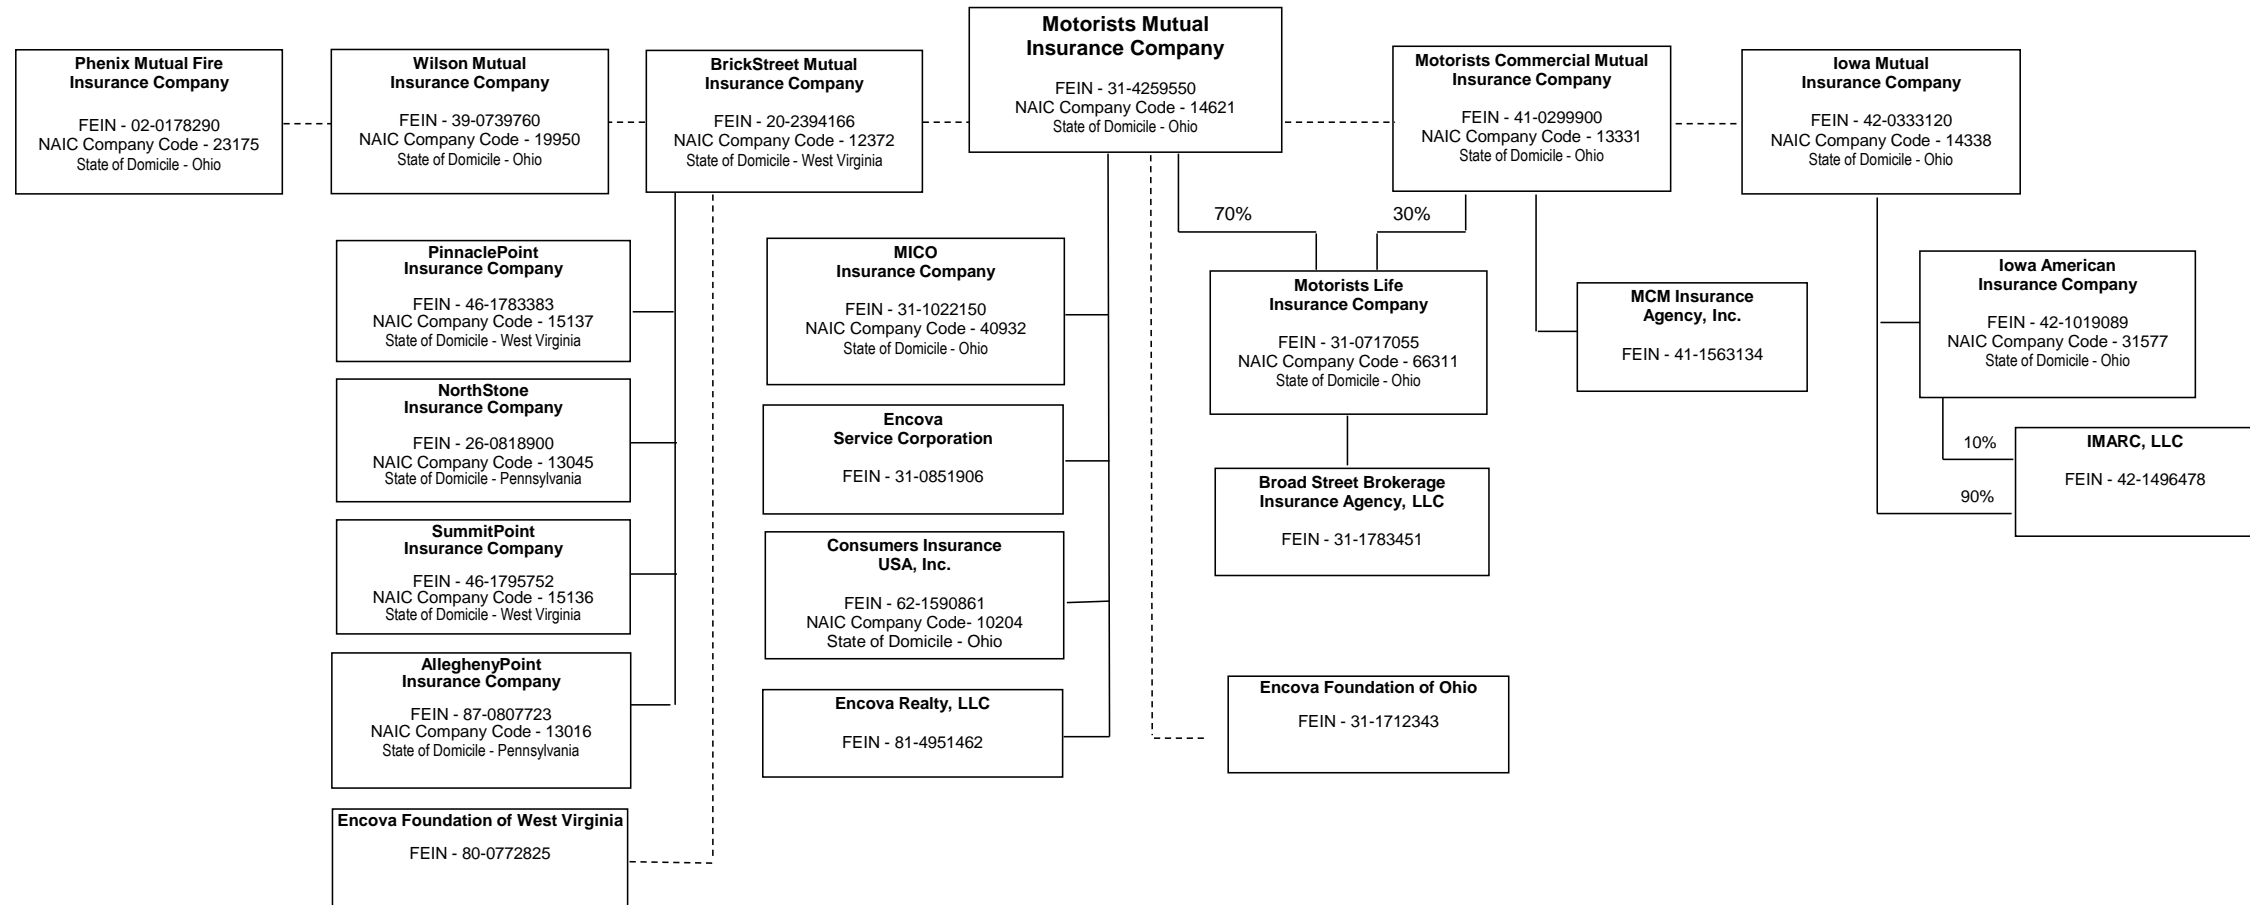 Motorists Mutual
Insurance Company
FEIN - 31-4259550
NAIC Company Code - 14621
State of Domicile - Ohio
Phenix Mutual Fire
Insurance Company
FEIN - 02-0178290
NAIC Company Code - 23175
State of Domicile - Ohio
Wilson Mutual
Insurance Company
FEIN - 39-0739760
NAIC Company Code - 19950
State of Domicile - Ohio
BrickStreet Mutual
Insurance Company
FEIN - 20-2394166
NAIC Company Code - 12372
State of Domicile - West Virginia
Motorists Commercial Mutual
Insurance Company
FEIN - 41-0299900
NAIC Company Code - 13331
State of Domicile - Ohio
Iowa Mutual
Insurance Company
FEIN - 42-0333120
NAIC Company Code - 14338
State of Domicile - Ohio
70%
30%
PinnaclePoint
Insurance Company
FEIN - 46-1783383
NAIC Company Code - 15137
State of Domicile - West Virginia
MICO
Insurance Company
FEIN - 31-1022150
NAIC Company Code - 40932
State of Domicile - Ohio
Motorists Life
Insurance Company
FEIN - 31-0717055
NAIC Company Code - 66311
State of Domicile - Ohio
MCM Insurance
Agency, Inc.
FEIN - 41-1563134
Iowa American
Insurance Company
FEIN - 42-1019089
NAIC Company Code - 31577
State of Domicile - Ohio
NorthStone
Insurance Company
FEIN - 26-0818900
NAIC Company Code - 13045
State of Domicile - Pennsylvania
Encova
Service Corporation
FEIN - 31-0851906
Broad Street Brokerage
Insurance Agency, LLC
FEIN - 31-1783451
10%
90%
IMARC, LLC
FEIN - 42-1496478
SummitPoint
Insurance Company
FEIN - 46-1795752
NAIC Company Code - 15136
State of Domicile - West Virginia
Consumers Insurance
USA, Inc.
FEIN - 62-1590861
NAIC Company Code- 10204
State of Domicile - Ohio
AlleghenyPoint
Insurance Company
FEIN - 87-0807723
NAIC Company Code - 13016
State of Domicile - Pennsylvania
Encova Realty, LLC
FEIN - 81-4951462
Encova Foundation of Ohio
FEIN - 31-1712343
Encova Foundation of West Virginia
FEIN - 80-0772825